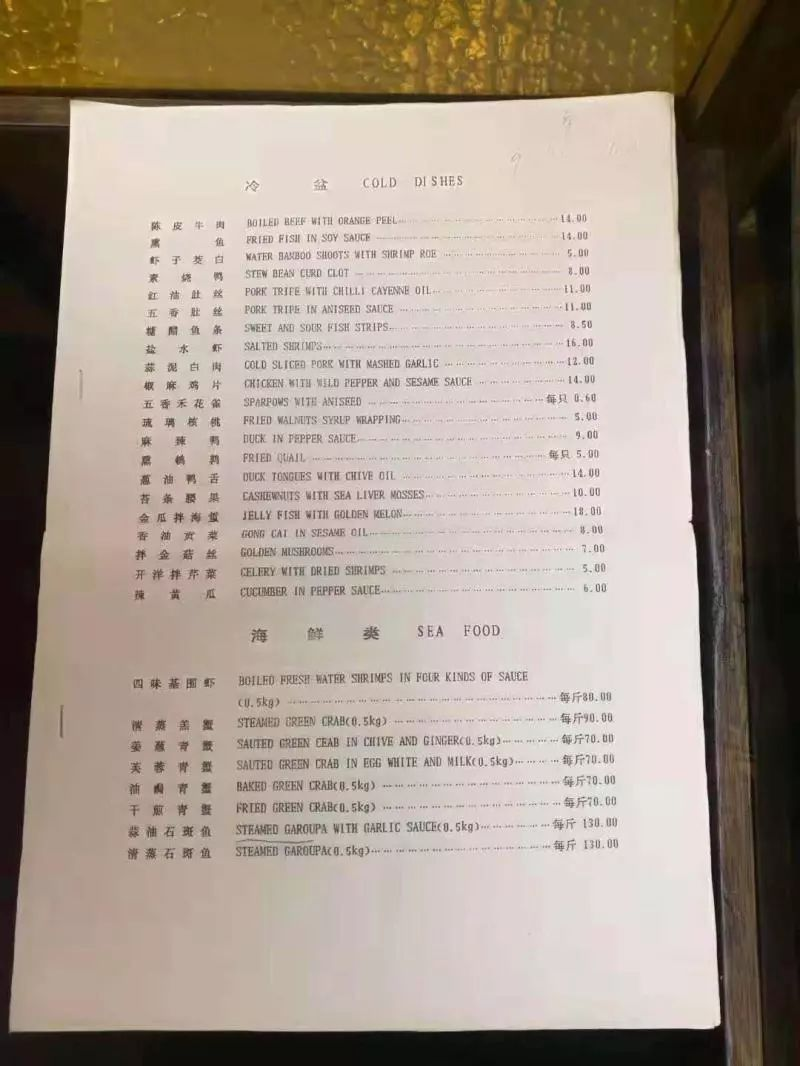 冷盆 COLD DISHES
陈皮牛肉 BOILED BEEF WITH ORANGE PEEL 14.00
熏鱼 FRIED FISH IN SOY SAUCE 14.00
虾子茭白 WATER BAMBOO SHOOTS WITH SHRIMP ROE 5.00
素烧鸭 STEW BEAN CURD CLOT 8.00
红油肚丝 PORK TRIPE WITH CHILLI CAYENNE OIL 11.00
五香肚丝 PORK TRIPE IN ANISEED SAUCE 11.00
糖醋鱼条 SWEET AND SOUR FISH STRIPS 8.50
盐水虾 SALTED SHRIMPS 16.00
蒜泥白肉 COLD SLICED PORK WITH MASHED GARLIC 12.00
椒麻鸡片 CHICKEN WITH WILD PEPPER AND SESAME SAUCE 14.00
五香禾花雀 SPARPOWS WITH ANISEED 每只 0.60
琉璃核桃 FRIED WALNUTS SYRUP WRAPPING 5.00
麻辣鸭 DUCK IN PEPPER SAUCE 9.00
熏鹌鹑 FRIED QUAIL 每只 5.00
葱油鸭舌 DUCK TONGUES WITH CHIVE OIL 14.00
苔条腰果 CASHEWNUTS WITH SEA LIVER MOSSES 10.00
金瓜拌海蜇 JELLY FISH WITH GOLDEN MELON 18.00
香油贡菜 GONG CAI IN SESAME OIL 8.00
拌金菇丝 GOLDEN MUSHROOMS 7.00
开洋拌芹菜 CELERY WITH DRIED SHRIMPS 5.00
辣黄瓜 CUCUMBER IN PEPPER SAUCE 6.00
海鲜类 SEA FOOD
四味基围虾 BOILED FRESH WATER SHRIMPS IN FOUR KINDS OF SAUCE
(0.5kg) 每斤80.00
清蒸羔蟹 STEAMED GREEN CRAB(0.5kg) 每斤90.00
姜葱青蟹 SAUTED GREEN CEAB IN CHIVE AND GINGER(0.5kg) 每斤70.00
芙蓉青蟹 SAUTED GREEN CRAB IN EGG WHITE AND MILK(0.5kg) 每斤70.00
油焗青蟹 BAKED GREEN CRAB(0.5kg) 每斤70.00
干煎青蟹 FRIED GREEN CRAB(0.5kg) 每斤70.00
蒜油石斑鱼 STEAMED GAROUPA WITH GARLIC SAUCE(0.5kg) 每斤 130.00
清蒸石斑鱼 STEAMED GAROUPA(0.5kg) 每斤 130.00